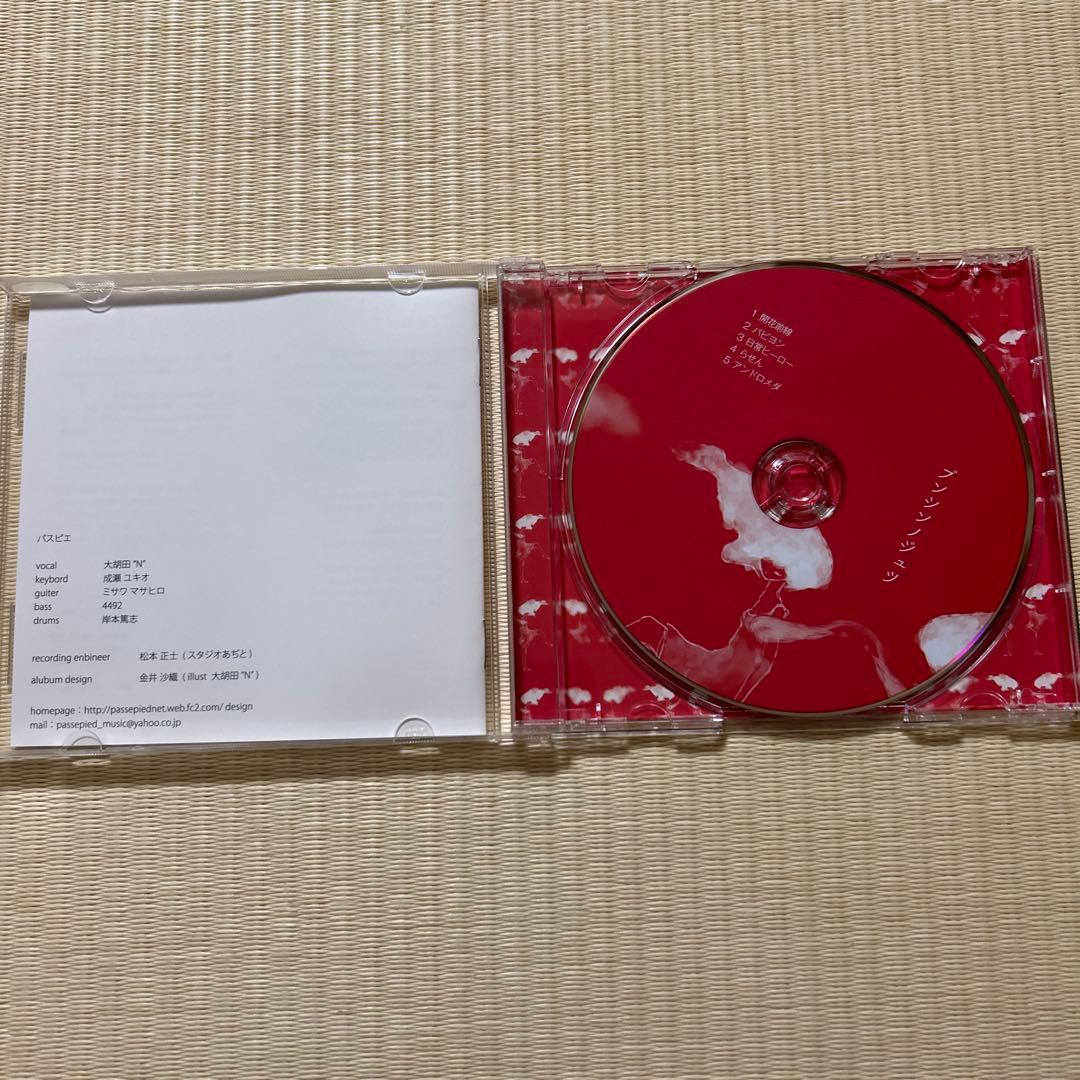 パスピエ
vocal 大胡田 "N"
keybord 成瀬 ユキオ
guiter ミサワ マサヒロ
bass 4492
drums 岸本篤志
recording enbineer 松本 正士 ( スタジオあぢと )
alubum design 金井 沙織 ( illust 大胡田 "N" )
homepage : http://passepiednet.web.fc2.com/ design
mail : passepied_music@yahoo.co.jp
1 開花前線
2 パピヨン
3 日常ヒーロー
4 らせん
5 アンドロメダ
ブンシンノジュツ